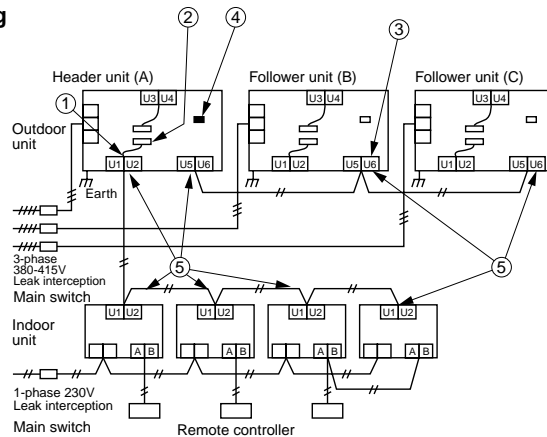 g
② ④
③
Header unit (A) Follower unit (B) Follower unit (C)
U3 U4 U3 U4 U3 U4
①
Outdoor
unit
U1 U2 U5 U6 U1 U2 U5 U6 U1 U2 U5 U6
Earth
3-phase
380-415V
Leak interception
Main switch
⑤ ⑤
U1 U2 U1 U2 U1 U2 U1 U2
Indoor
unit
A B A B A B A B
1-phase 230V
Leak interception
Main switch
Remote controller